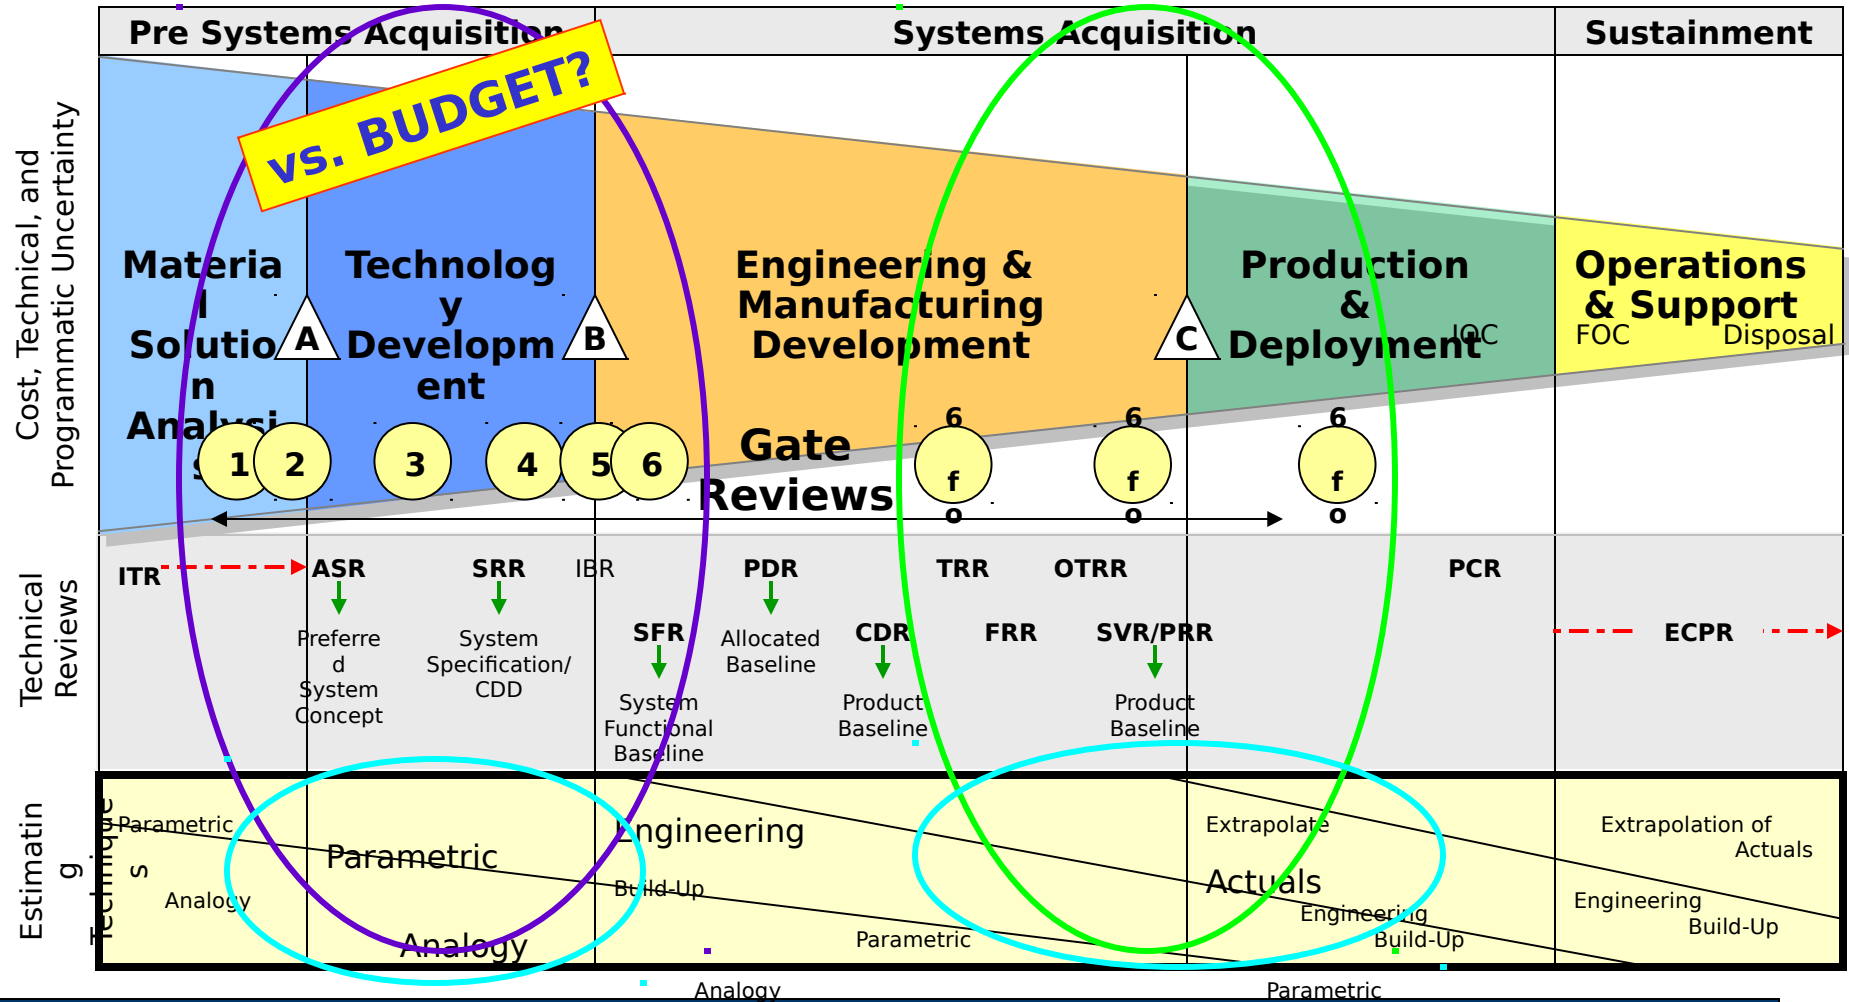 Pre Systems Acquisition
Systems Acquisition
Sustainment
vs. BUDGET?
Cost, Technical, and
Programmatic Uncertainty
Materia
l
Solutio
n
Analysi
s
Technolog
y
Developm
ent
Engineering &
Manufacturing
Development
Production
&
Deployment
Operations
& Support
IOC
FOC
Disposal
A
B
C
1
2
3
4
5
6
Gate
Reviews
6
f
o
6
f
o
6
f
o
Technical
Reviews
ITR
ASR
SRR
IBR
PDR
TRR
OTRR
PCR
SFR
CDR
FRR
SVR/PRR
ECPR
Preferre
d
System
Concept
System
Specification/
CDD
System
Functional
Baseline
Allocated
Baseline
Product
Baseline
Product
Baseline
Estimatin
g
Technique
s
Parametric
Analogy
Parametric
Analogy
Engineering
Build-Up
Parametric
Analogy
Extrapolate
Actuals
Engineering
Build-Up
Parametric
Extrapolation of
Actuals
Engineering
Build-Up